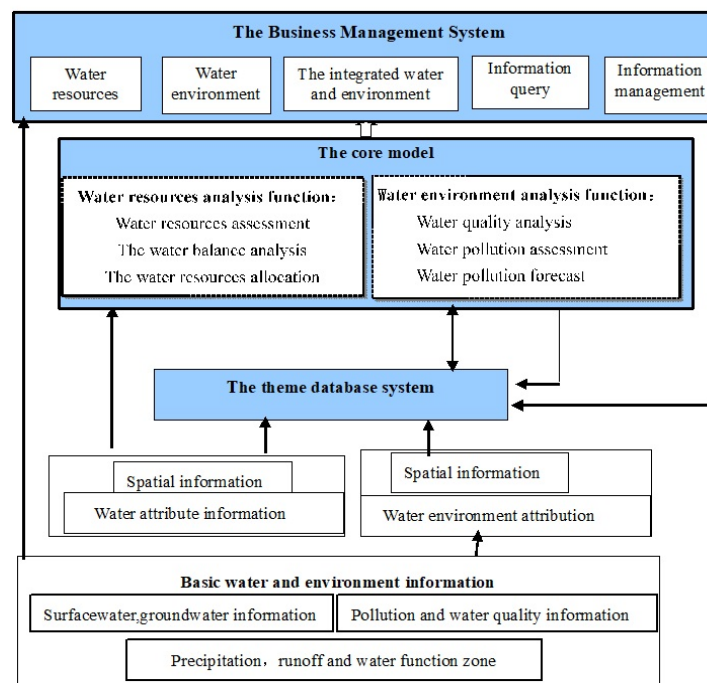 The Business Management System
Water
resources
Water
environment
The integrated water
and environment
Information
query
Information
management
The core model
Water resources analysis function：
Water resources assessment
The water balance analysis
The water resources allocation
Water environment analysis function：
Water quality analysis
Water pollution assessment
Water pollution forecast
The theme database system
Spatial information
Water attribute information
Spatial information
Water environment attribution
Basic water and environment information
Surfacewater,groundwater information
Pollution and water quality information
Precipitation，runoff and water function zone